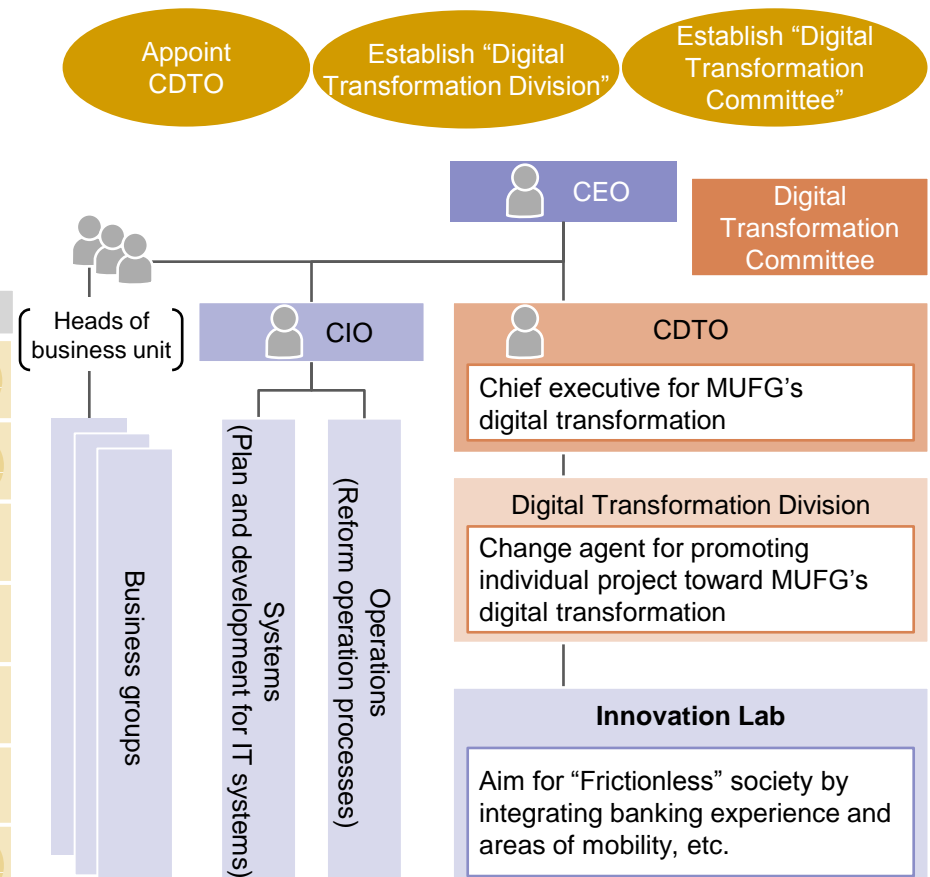 Appoint
CDTO
Establish “Digital
Transformation Division”
Establish “Digital
Transformation
Committee”
CEO
Digital
Transformation
Committee
Heads of
business unit
CIO
CDTO
Chief executive for MUFG’s
digital transformation
Digital Transformation Division
Change agent for promoting
individual project toward MUFG’s
digital transformation
Business groups
Systems
(Plan and development for IT systems)
Operations
(Reform operation processes)
Innovation Lab
Aim for “Frictionless” society by
integrating banking experience and
areas of mobility, etc.